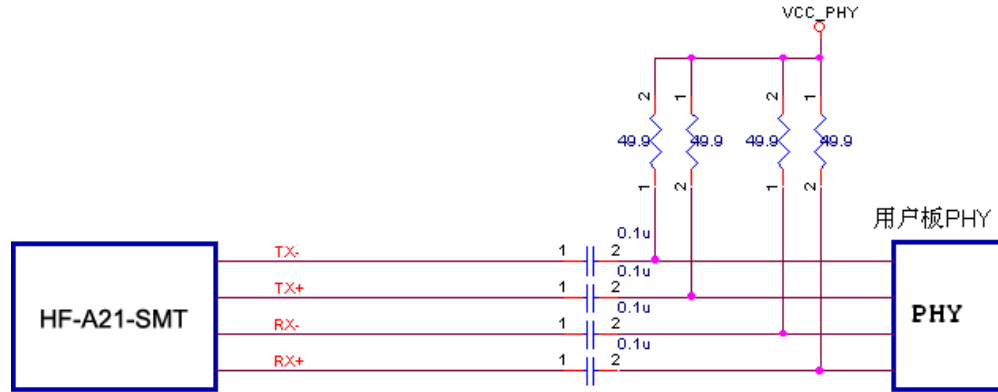 VCC_PHY
2 1 2 1
49.9 49.9 49.9 49.9
1 2 1 2
用户板PHY
0.1u
TX- 1 2
0.1u
TX+ 1 2
0.1u
HF-A21-SMT
PHY
RX- 1 2
0.1u
RX+ 1 2